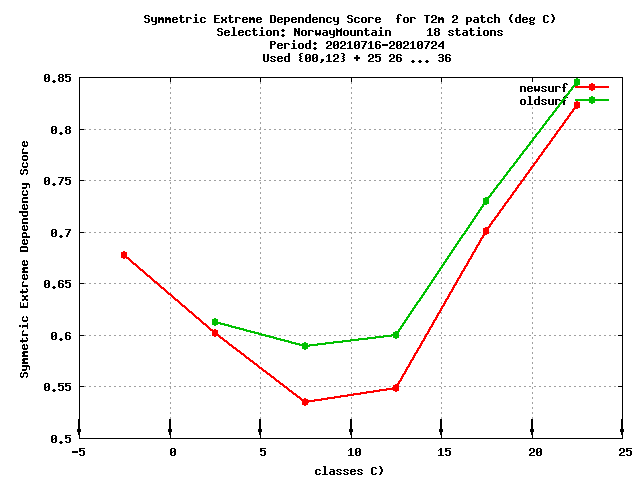 Symmetric Extreme Dependency Score  for T2m 2 patch (deg C)
Selection: NorwayMountain     18 stations
Period: 20210716-20210724
Used {00,12} + 25 26 ... 36
newsurf
oldsurf
Symmetric Extreme Dependency Score
0.85
0.8
0.75
0.7
0.65
0.6
0.55
0.5
-5 0 5 10 15 20 25
classes C)